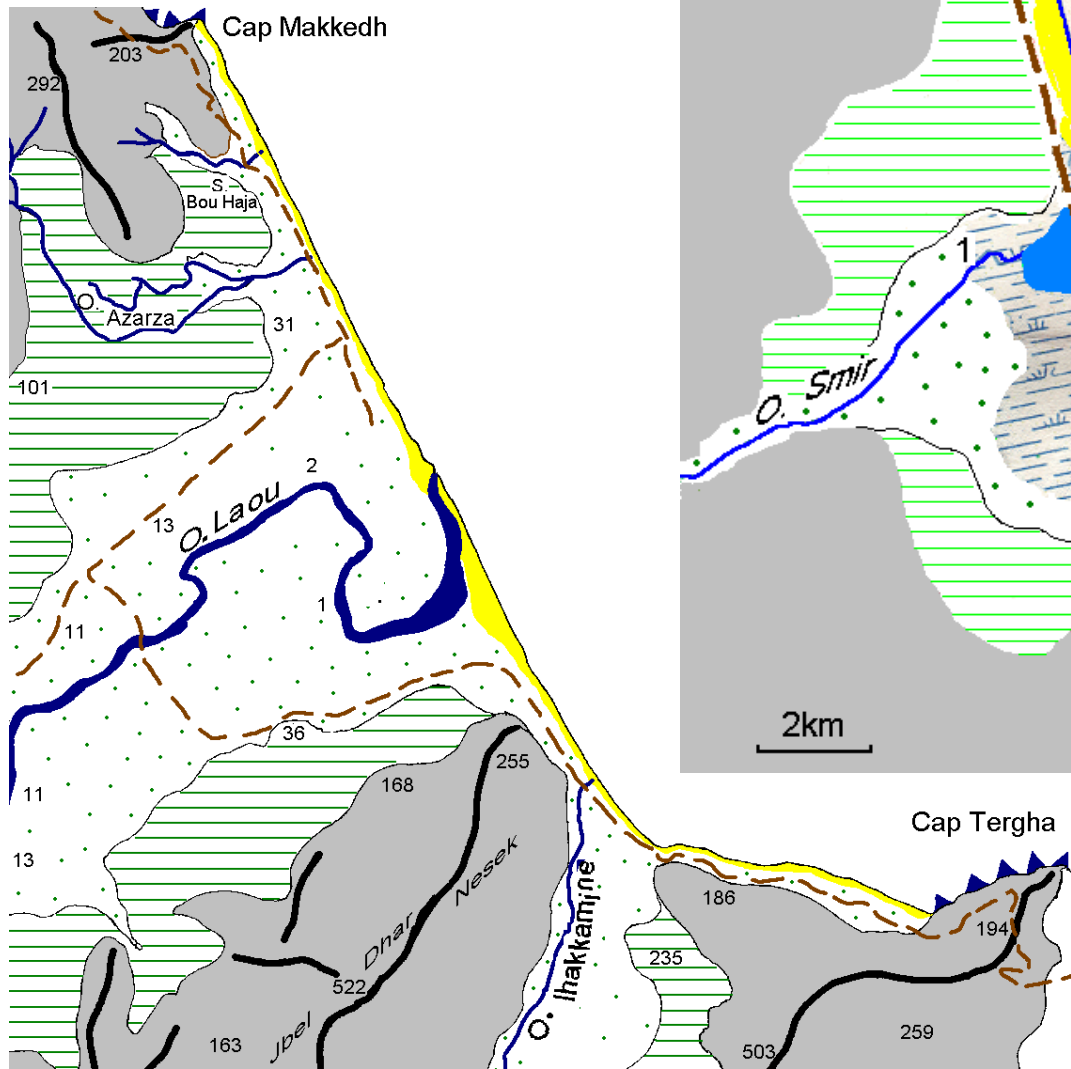 Cap Makkedh
203
292
S.
Bou Haja
1
O.
Azarza
31
O. Smir
101
2
O. Laou
13
1
11
2km
36
255
168
11
Cap Tergha
13
Dhar Nesek
186
O. Ihakkamine
194
235
522
Jbel
163
259
503